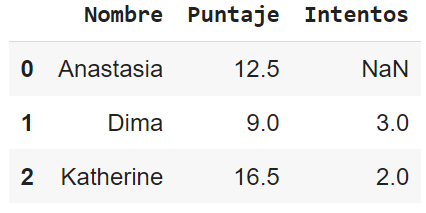 Nombre Puntaje Intentos
0 Anastasia 12.5 NaN
1 Dima 9.0 3.0
2 Katherine 16.5 2.0